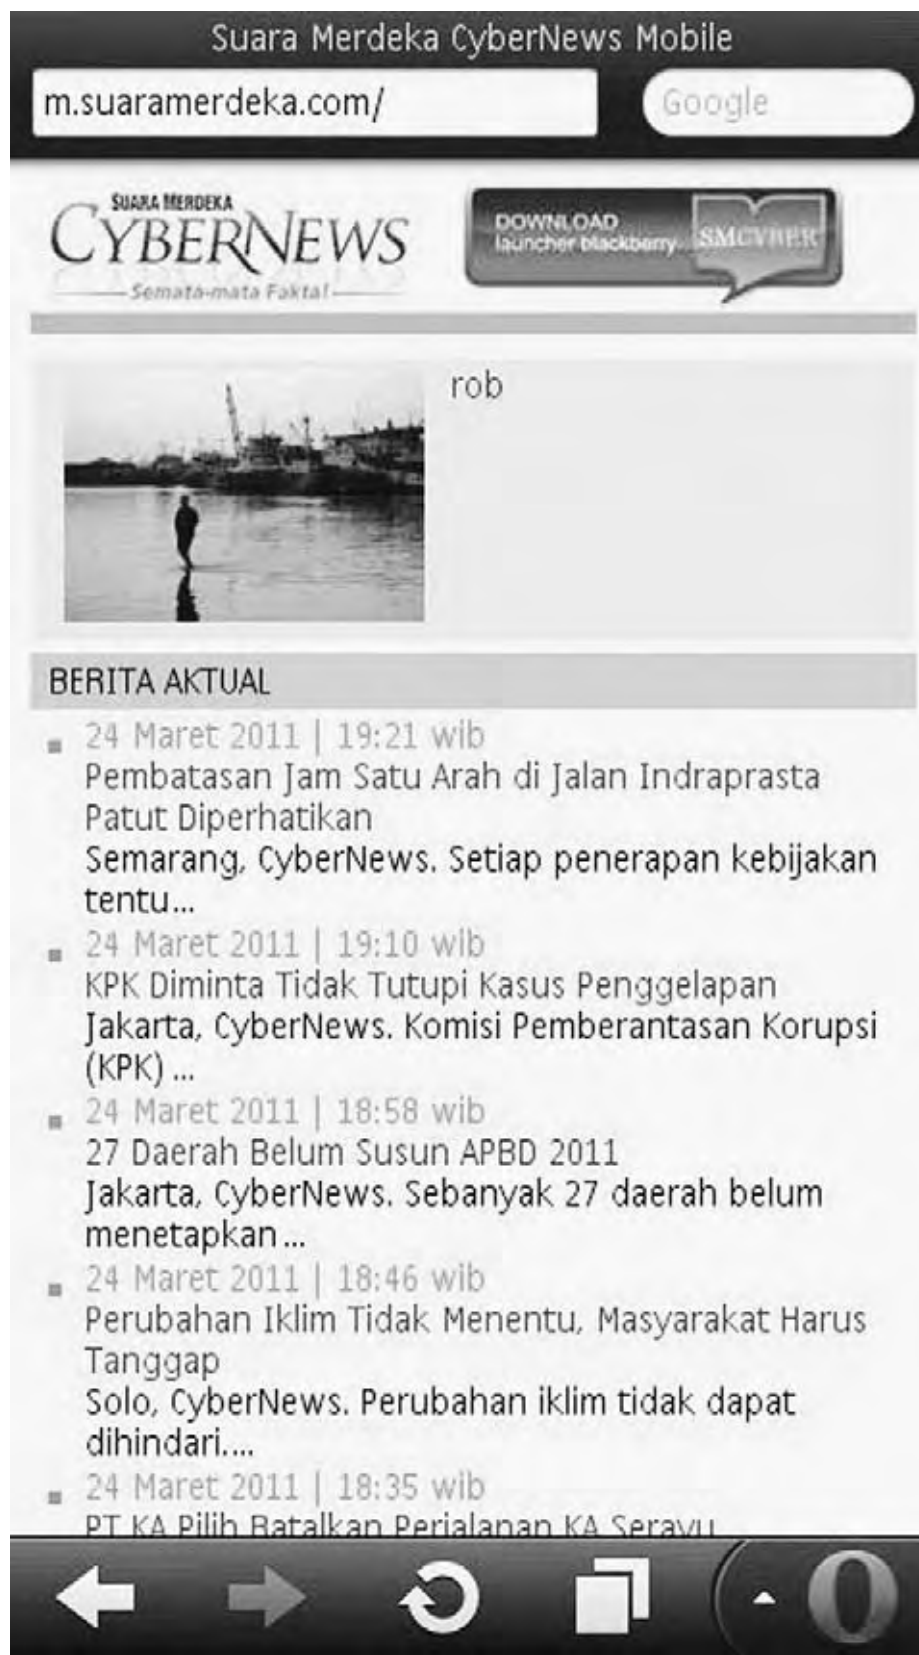 Suara Merdeka CyberNews Mobile
m.suaramerdeka.com/
Google
SUARA MERDEKA
CYBERNEWS
Semata-mata Fakta!
DOWNLOAD
launcher blackberry
SMCYBER
rob
BERITA AKTUAL
24 Maret 2011 | 19:21 wib
Pembatasan Jam Satu Arah di Jalan Indraprasta
Patut Diperhatikan
Semarang, CyberNews. Setiap penerapan kebijakan
tentu...
24 Maret 2011 | 19:10 wib
KPK Diminta Tidak Tutupi Kasus Penggelapan
Jakarta, CyberNews. Komisi Pemberantasan Korupsi
(KPK) ...
24 Maret 2011 | 18:58 wib
27 Daerah Belum Susun APBD 2011
Jakarta, CyberNews. Sebanyak 27 daerah belum
menetapkan ...
24 Maret 2011 | 18:46 wib
Perubahan Iklim Tidak Menentu, Masyarakat Harus
Tanggap
Solo, CyberNews. Perubahan iklim tidak dapat
dihindari....
24 Maret 2011 | 18:35 wib
PT KA Pilih Batalkan Perjalanan KA Serayu